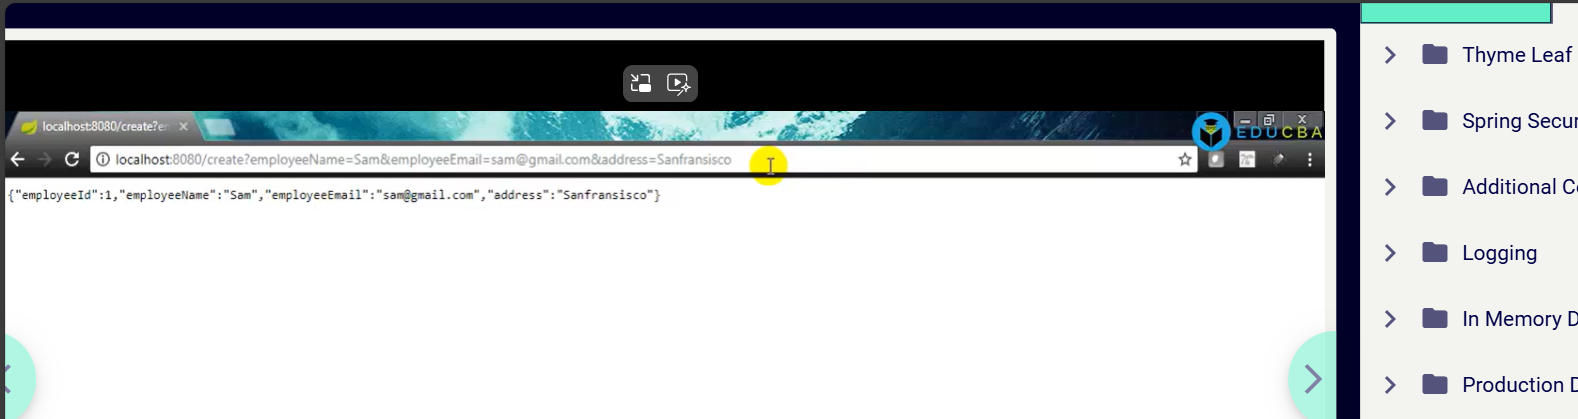 localhost:8080/create?e
EDUCBA
localhost:8080/create?employeeName=Sam&employeeEmail=sam@gmail.com&address=Sanfransisco
{"employeeId":1,"employeeName":"Sam","employeeEmail":"sam@gmail.com","address":"Sanfransisco"}
Thyme Leaf
Spring Secur
Additional C
Logging
In Memory D
Production D